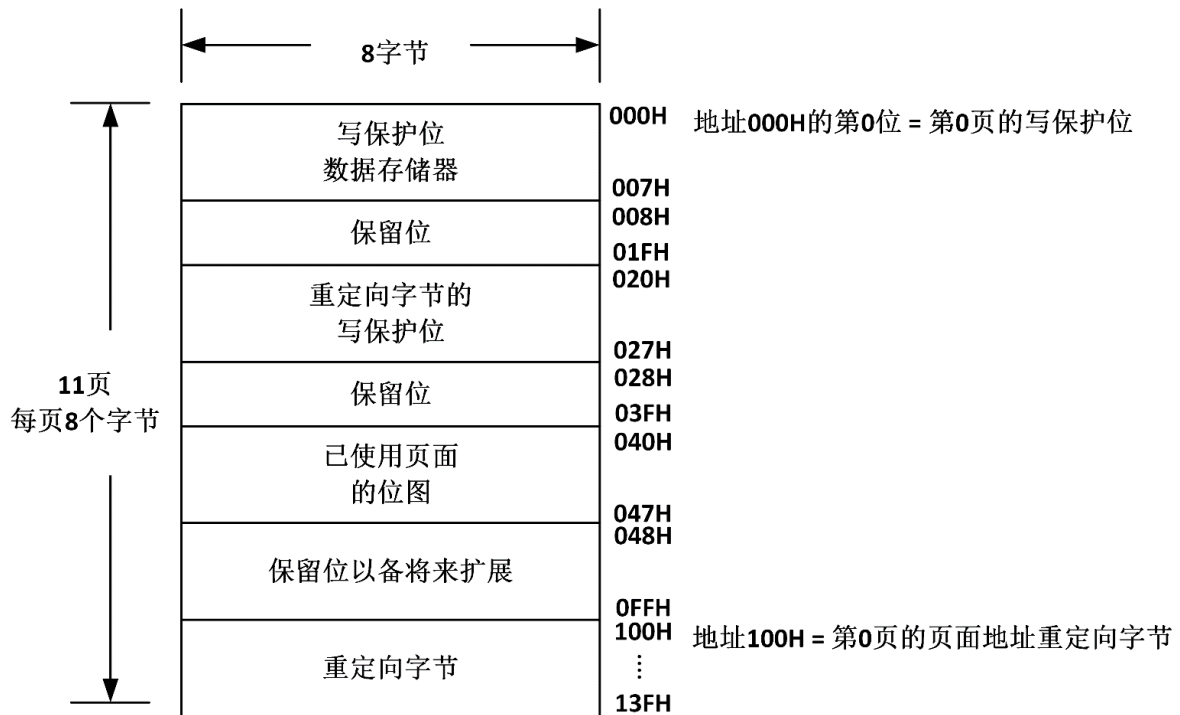 8字节
000H 地址000H的第0位 = 第0页的写保护位
写保护位
数据存储器
007H
008H
保留位
01FH
020H
重定向字节的
写保护位
027H
028H
保留位
03FH
11页
每页8个字节
040H
已使用页面
的位图
047H
048H
保留位以备将来扩展
0FFH
100H 地址100H = 第0页的页面地址重定向字节
重定向字节
⋮
13FH